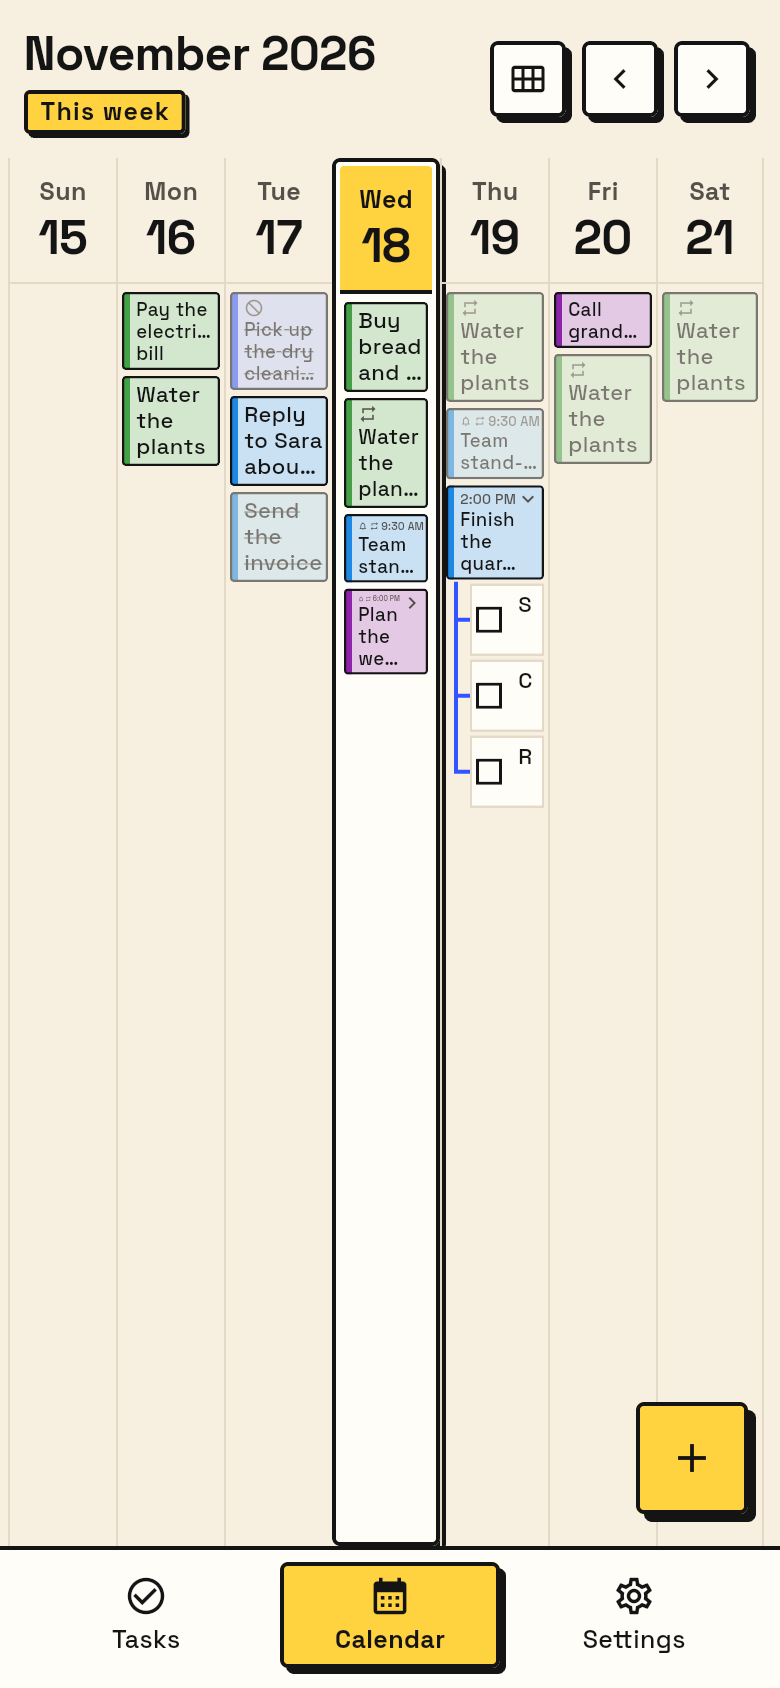 November 2026
This week
Sun
15
Mon
16
Tue
17
Wed
18
Thu
19
Fri
20
Sat
21
Pay the
electri...
bill
Water
the
plants
Pick up
the dry
cleani...
Reply
to Sara
abou...
Send
the
invoice
Buy
bread
and ...
Water
the
plan...
9:30 AM
Team
stan...
6:00 PM
Plan
the
we...
Water
the
plants
9:30 AM
Team
stand-...
2:00 PM
Finish
the
quar...
S
C
R
Call
grand...
Water
the
plants
Water
the
plants
Tasks
Calendar
Settings